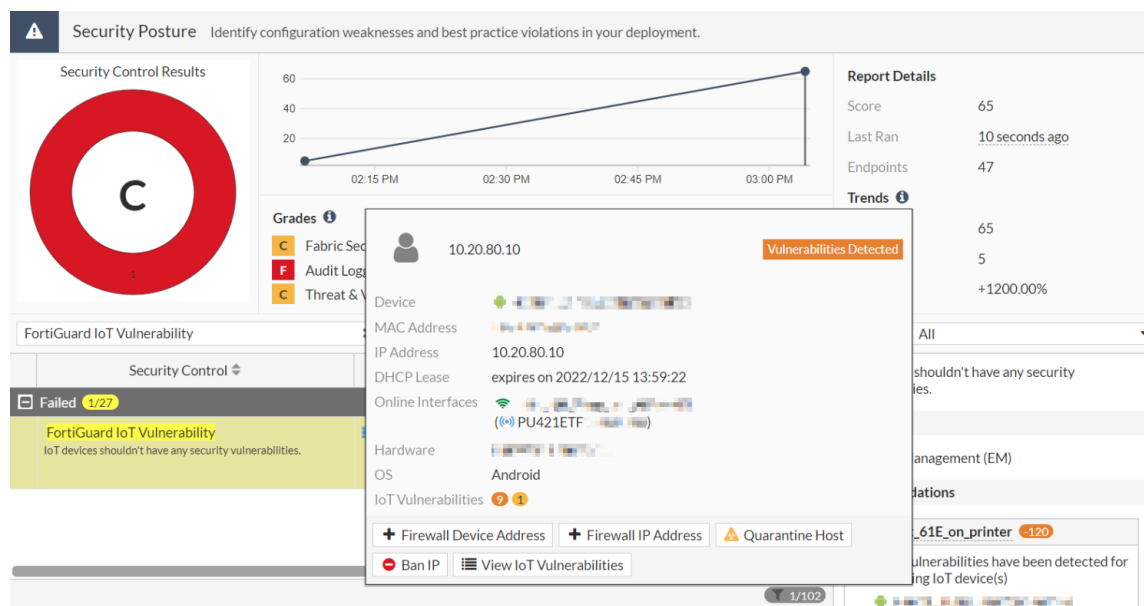 Security Posture Identify configuration weaknesses and best practice violations in your deployment.
Security Control Results
C
1
60
40
20
02:15 PM 02:30 PM 02:45 PM 03:00 PM
Report Details
Score 65
Last Ran 10 seconds ago
Endpoints 47
Trends
65
5
+1200.00%
Grades
C Fabric Sec
F Audit Logg
C Threat &
FortiGuard IoT Vulnerability
All
Security Control
Failed 1/27
FortiGuard IoT Vulnerability
IoT devices shouldn't have any security vulnerabilities.
10.20.80.10 Vulnerabilities Detected
Device
MAC Address
IP Address 10.20.80.10
DHCP Lease expires on 2022/12/15 13:59:22
Online Interfaces
PU421ETF
Hardware
OS Android
IoT Vulnerabilities 9 1
+ Firewall Device Address + Firewall IP Address Quarantine Host
Ban IP View IoT Vulnerabilities
shouldn't have any security
ies.
anagement (EM)
dations
_61E_on_printer -120
ulnerabilities have been detected for
ing IoT device(s)
1/102